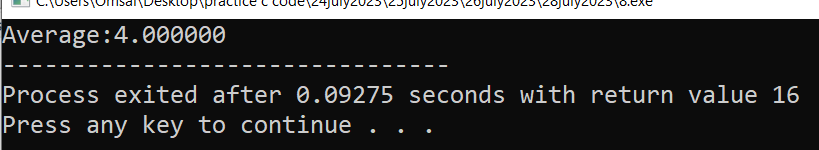 C:\Users\Omsai\Desktop\practice c code\24july2023\25july2023\26july2023\28july2023\8.exe
Average:4.000000
--------------------------------
Process exited after 0.09275 seconds with return value 16
Press any key to continue . . .